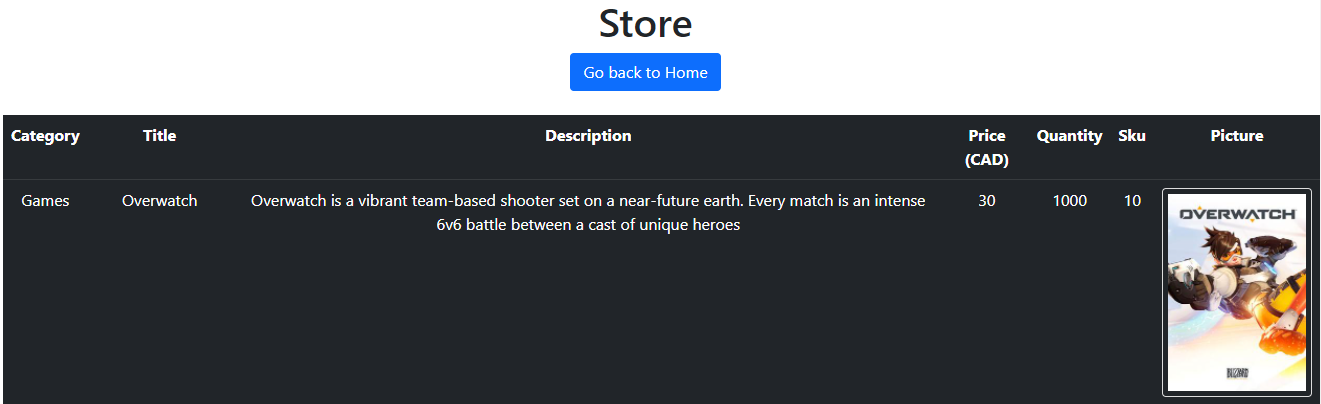 Store
Go back to Home
Category Title Description Price (CAD) Quantity Sku Picture
Games Overwatch Overwatch is a vibrant team-based shooter set on a near-future earth. Every match is an intense 30 1000 10
6v6 battle between a cast of unique heroes
OVERWATCH
BLIZZARD